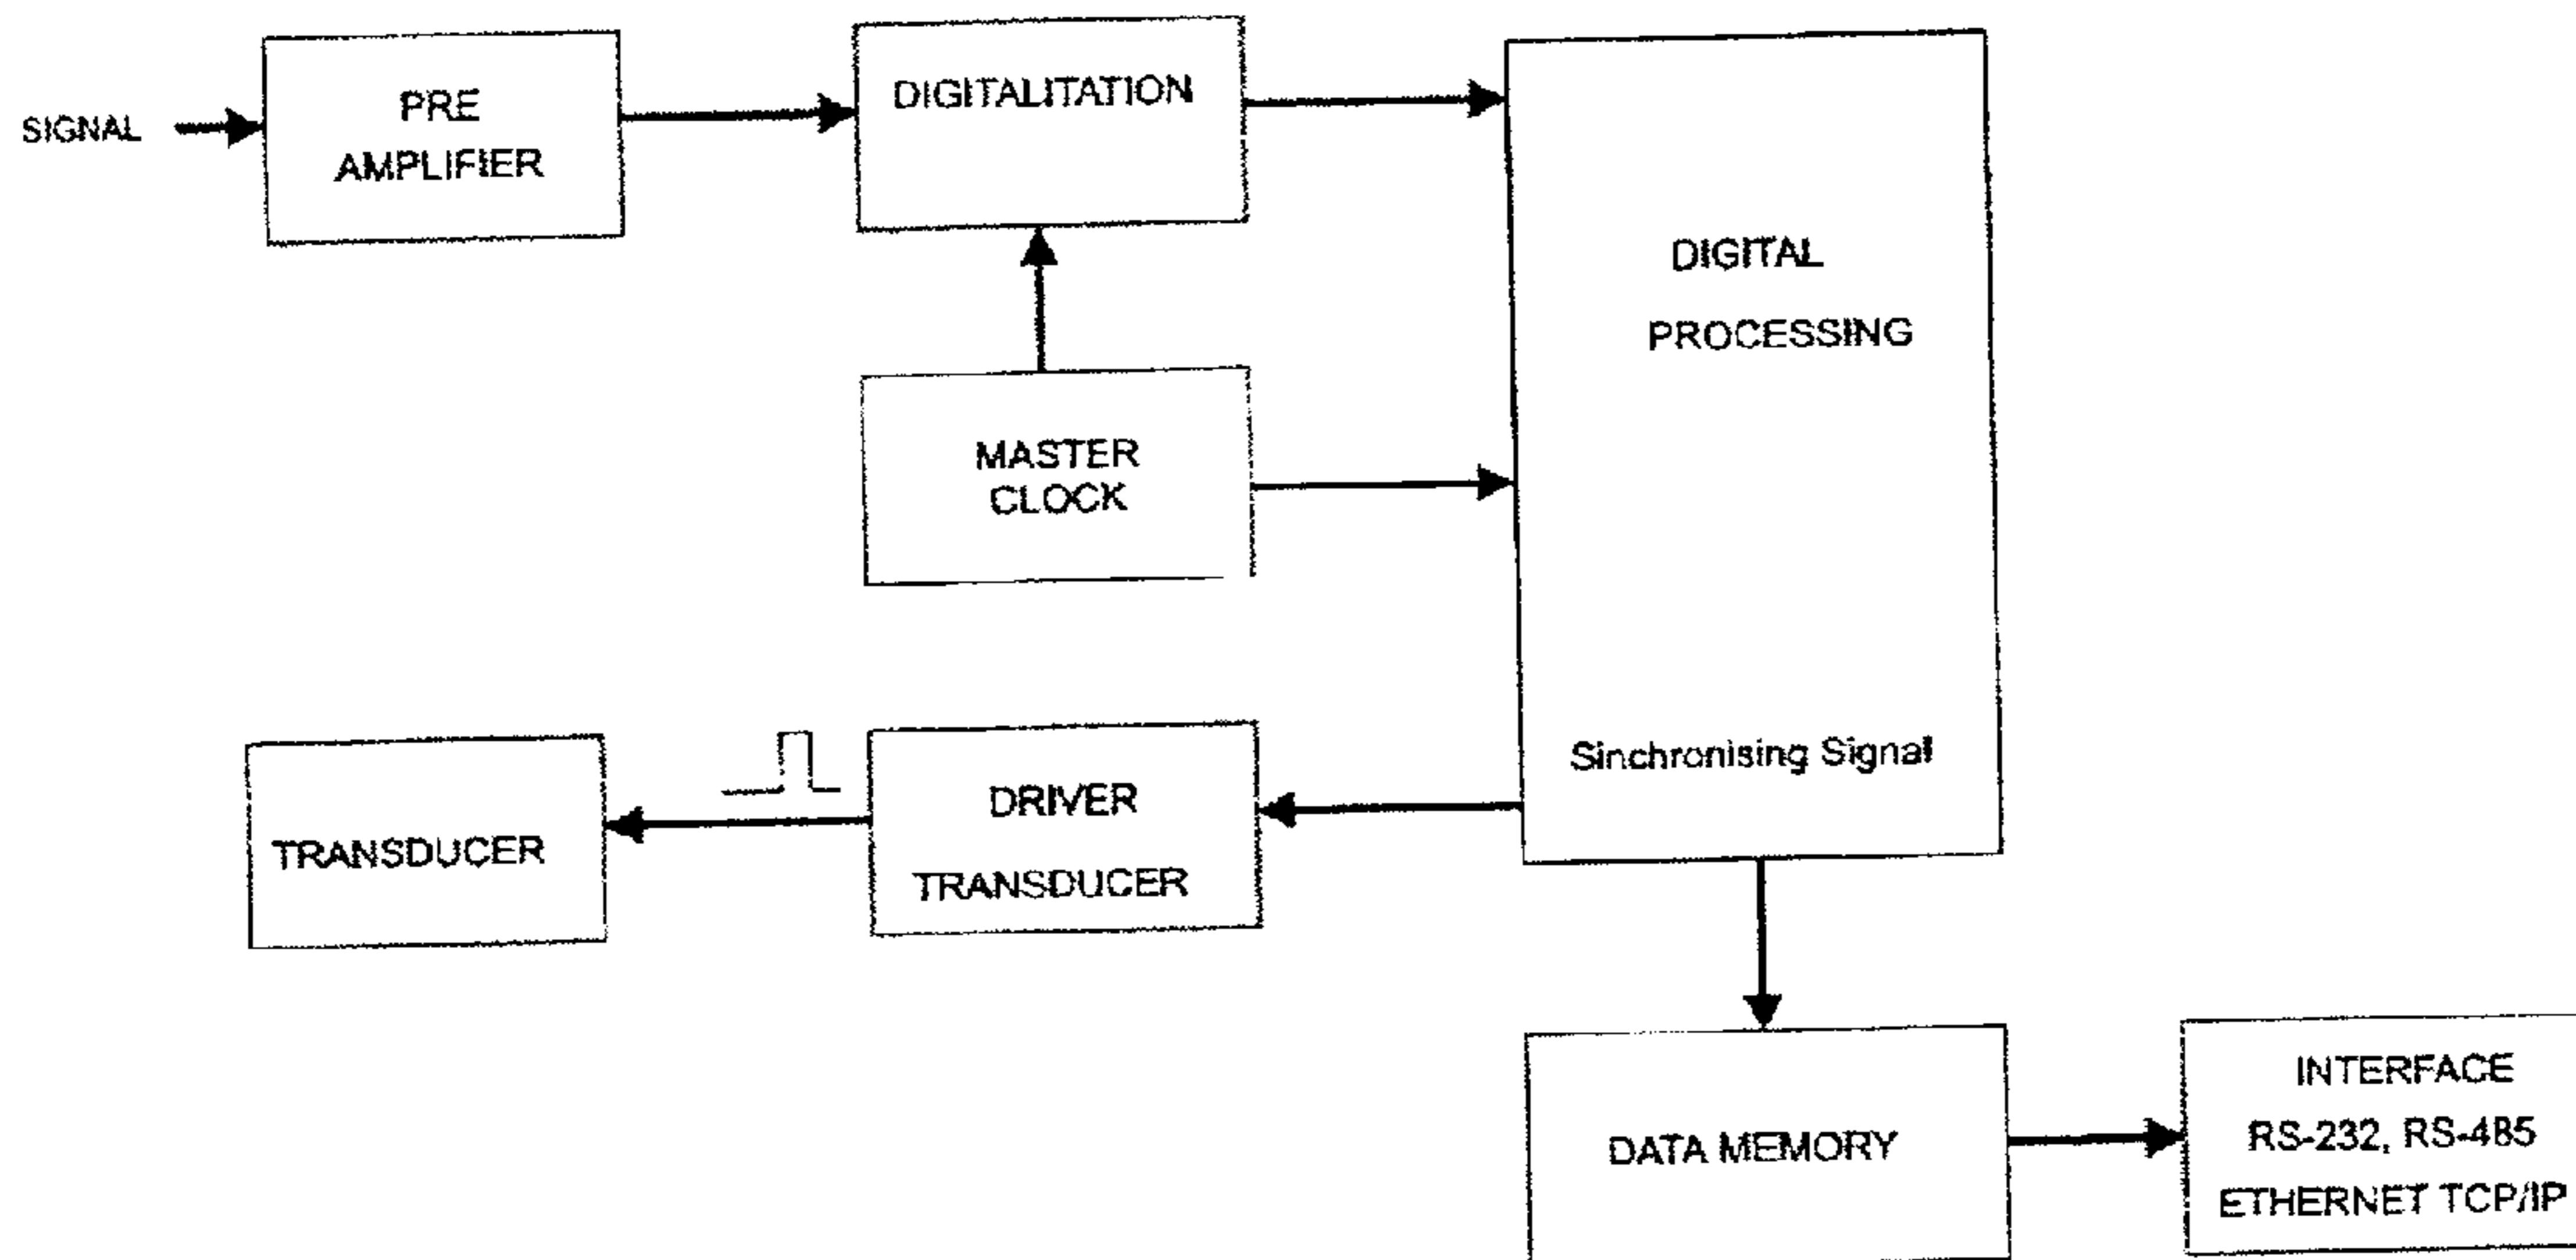 SIGNAL
PRE
AMPLIFIER
DIGITALITATION
DIGITAL
PROCESSING
MASTER
CLOCK
Sinchronising Signal
TRANSDUCER
DRIVER
TRANSDUCER
DATA MEMORY
INTERFACE
RS-232, RS-485
ETHERNET TCP/IP